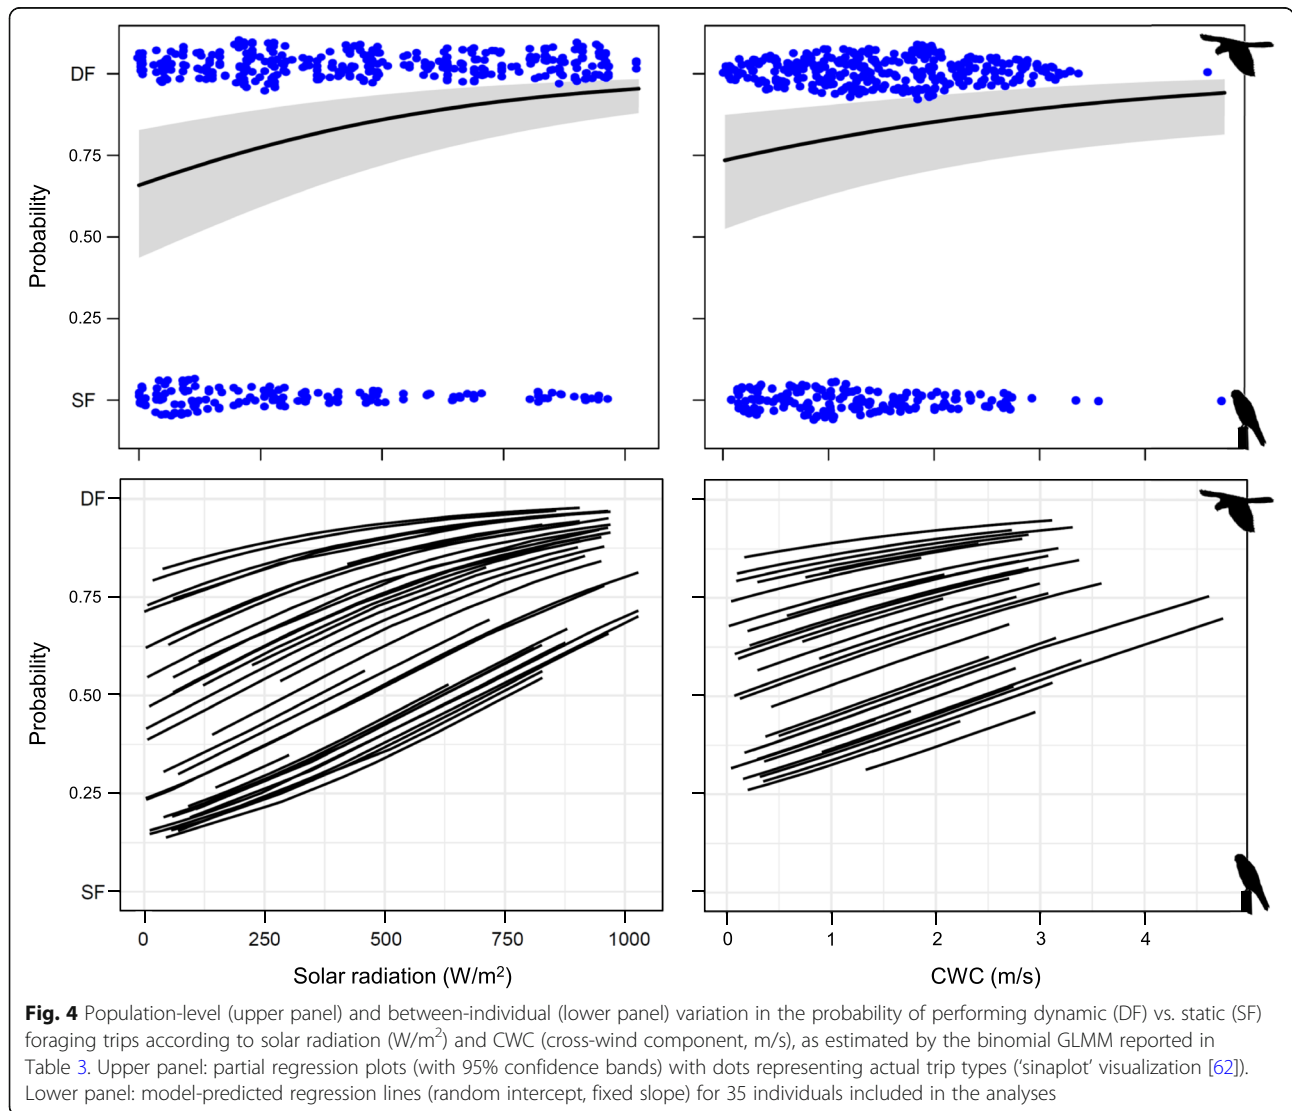 DF
0.75
0.50
0.25
SF
Probability
DF
0.75
0.50
0.25
SF
Probability
0 250 500 750 1000
Solar radiation (W/m²)
0 1 2 3 4
CWC (m/s)
Fig. 4 Population-level (upper panel) and between-individual (lower panel) variation in the probability of performing dynamic (DF) vs. static (SF)
foraging trips according to solar radiation (W/m²) and CWC (cross-wind component, m/s), as estimated by the binomial GLMM reported in
Table 3. Upper panel: partial regression plots (with 95% confidence bands) with dots representing actual trip types (‘sinaplot’ visualization [62]).
Lower panel: model-predicted regression lines (random intercept, fixed slope) for 35 individuals included in the analyses